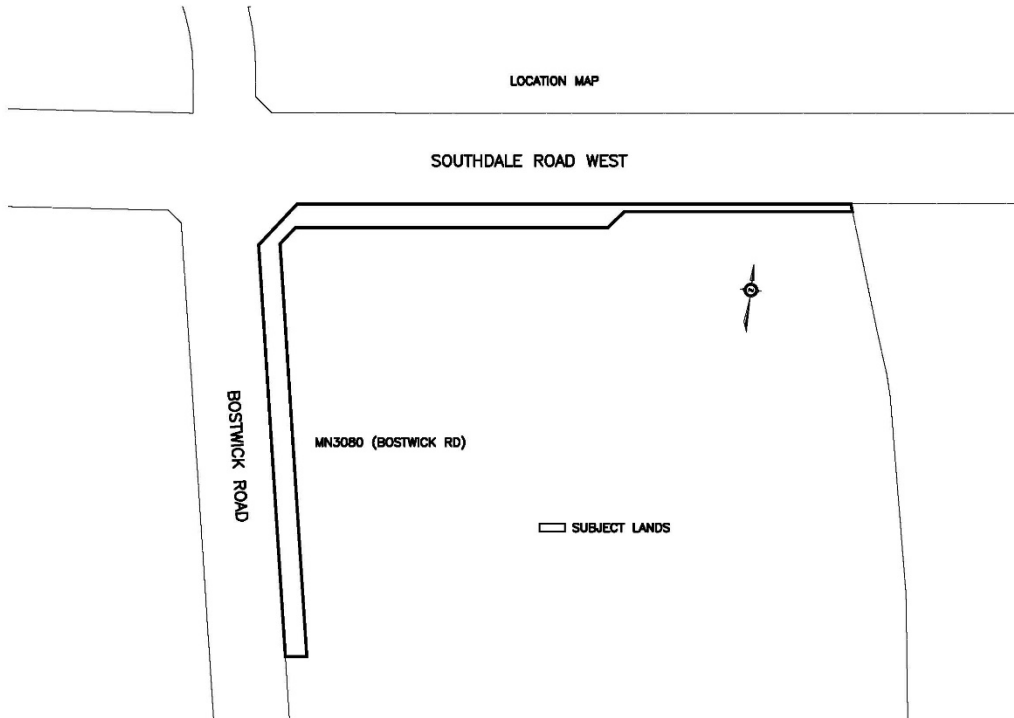 LOCATION MAP
SOUTHDALE ROAD WEST
BOSTWICK ROAD
MN3080 (BOSTWICK RD)
SUBJECT LANDS